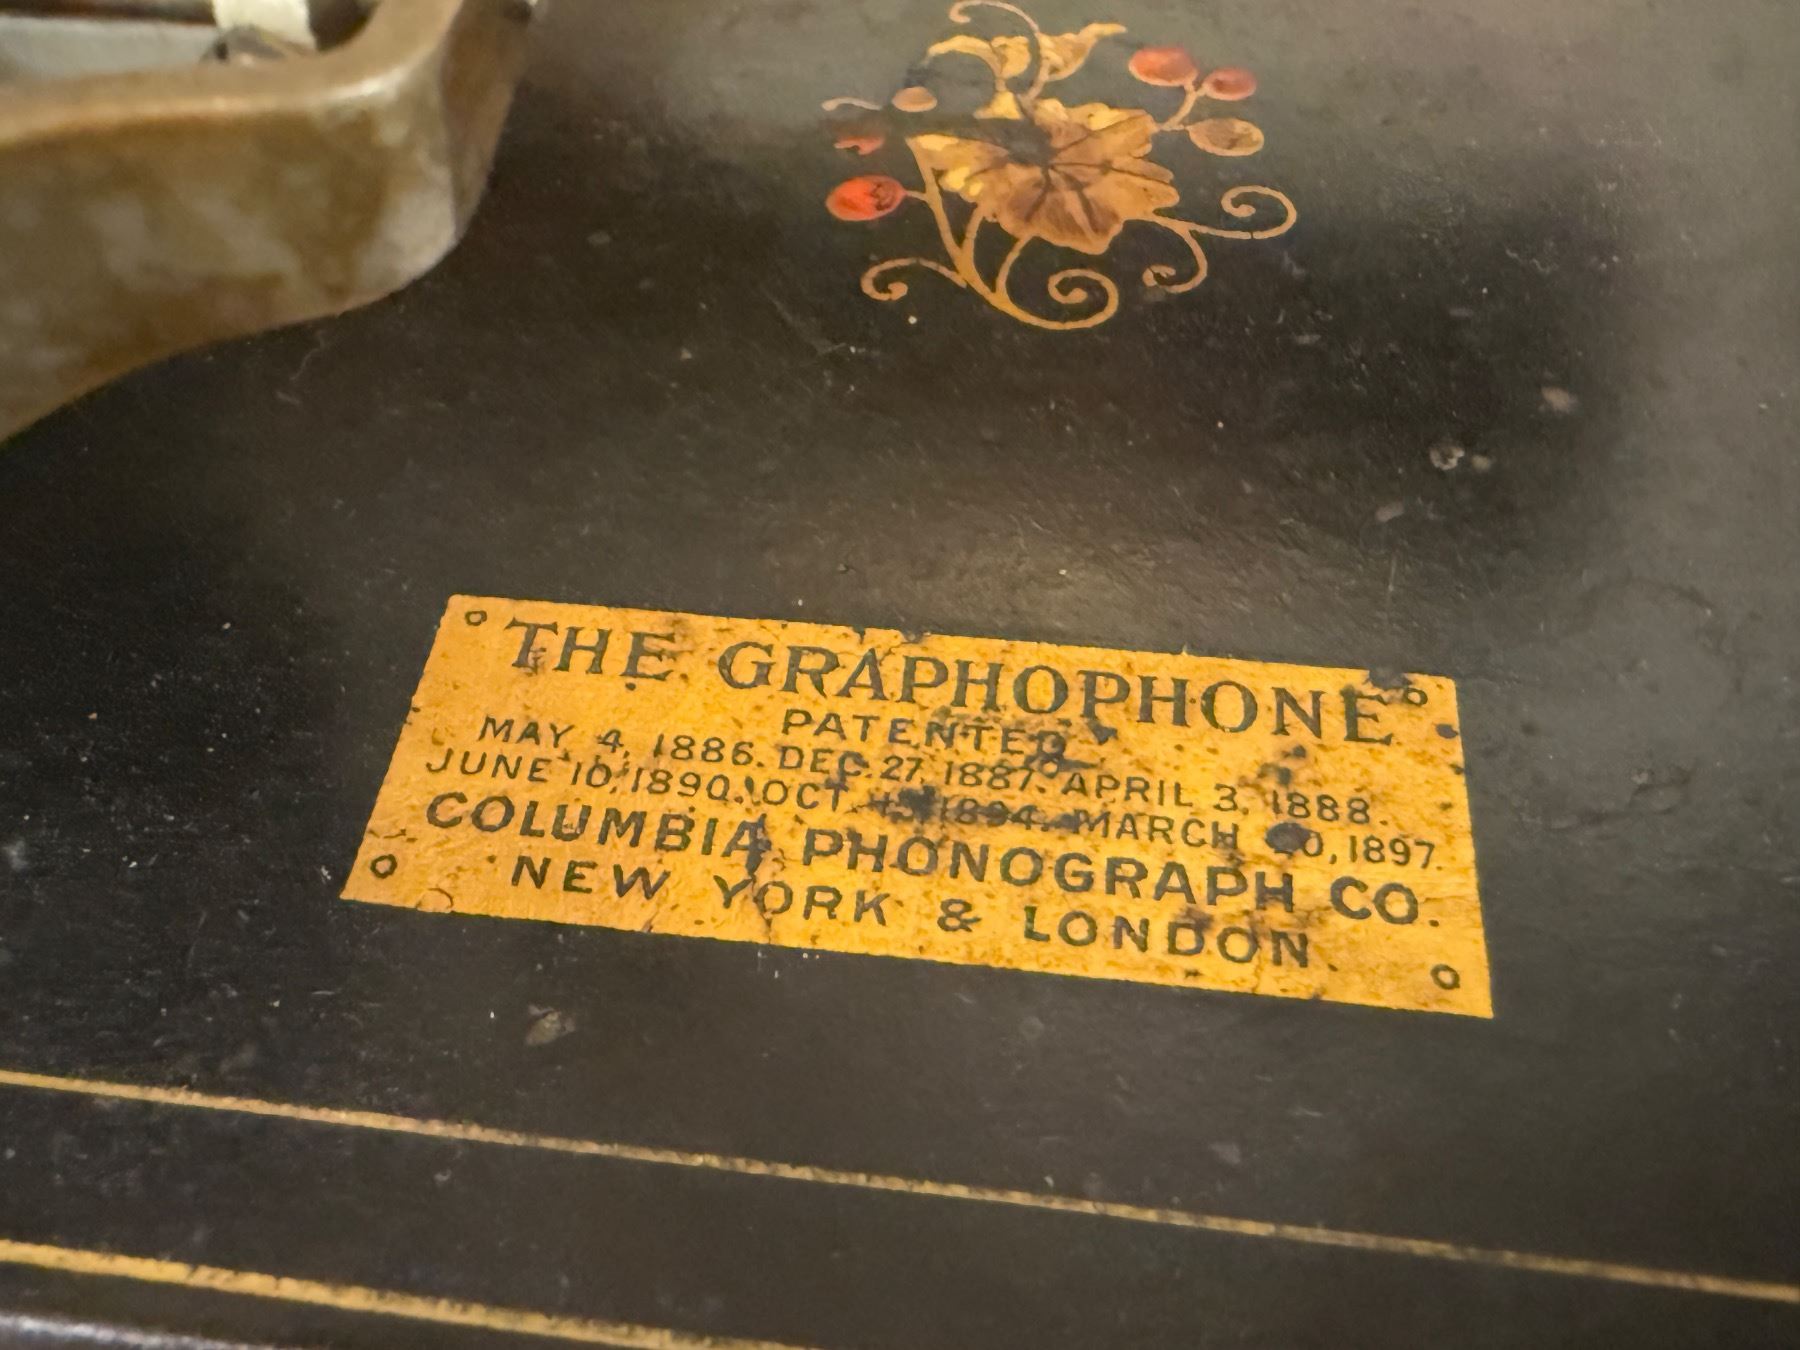 THE GRAPHOPHONE
PATENTED
MAY 4, 1886. DEC. 27, 1887. APRIL 3, 1888.
JUNE 10, 1890. OCT. 1894. MARCH 1897.
COLUMBIA PHONOGRAPH CO.
NEW YORK & LONDON.